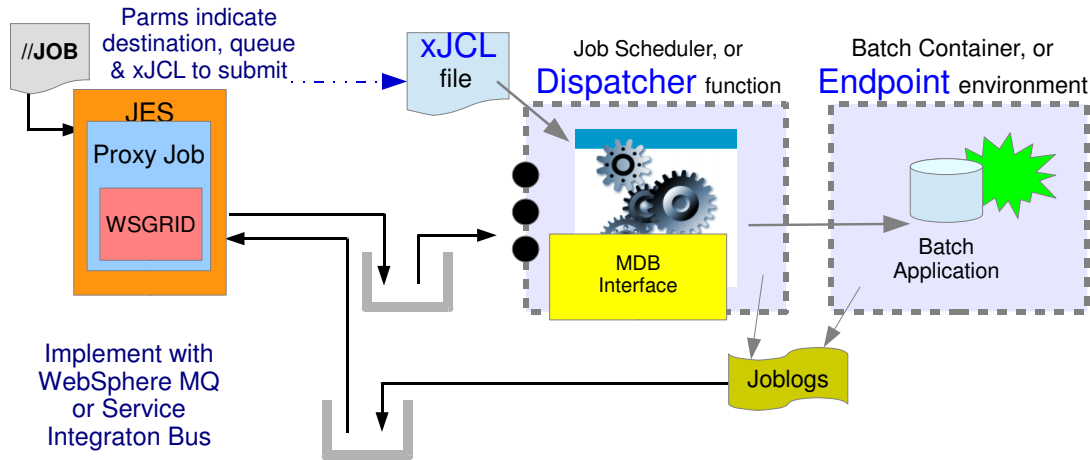 //JOB
Parms indicate
destination, queue
& xJCL to submit
xJCL
file
Job Scheduler, or
Dispatcher function
Batch Container, or
Endpoint environment
JES
Proxy Job
WSGRID
MDB
Interface
Batch
Application
Implement with
WebSphere MQ
or Service
Integraton Bus
Joblogs